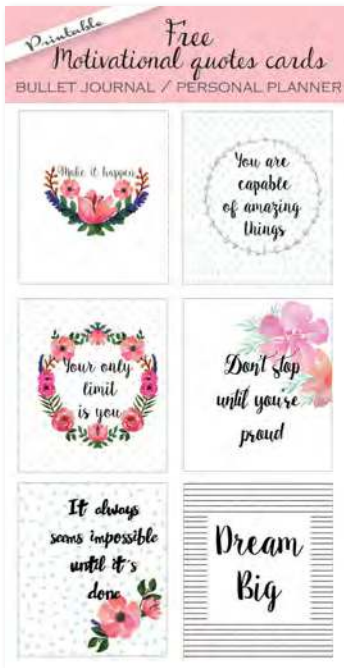 Printable
Free
Motivational quotes cards
BULLET JOURNAL / PERSONAL PLANNER
Make it happen
You are
capable
of amazing
things
Your only
limit
is you
Don't stop
until you're
proud
It always
seems impossible
until it's
done
Dream
Big